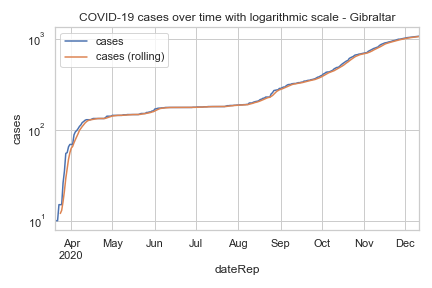 COVID-19 cases over time with logarithmic scale - Gibraltar
cases
cases (rolling)
10³
10²
10¹
cases
Apr May Jun Jul Aug Sep Oct Nov Dec
2020
dateRep